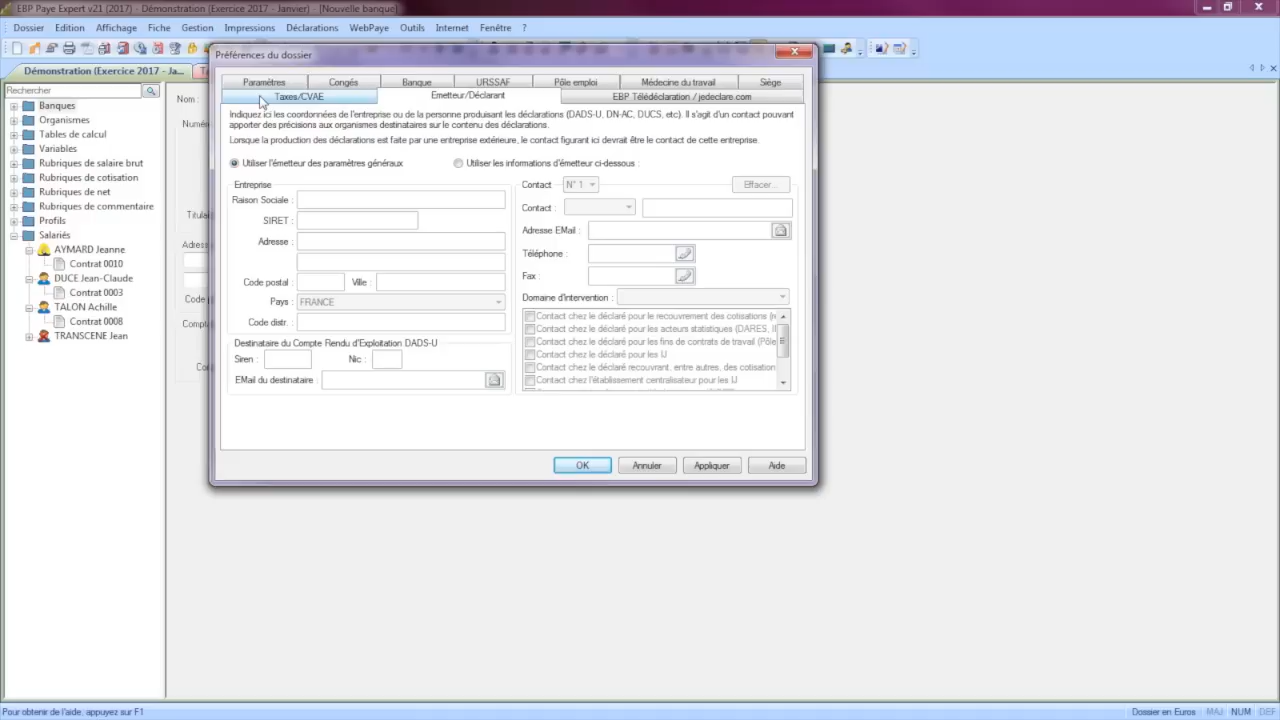 EBP Paye Expert v21 (2017) - Démonstration (Exercice 2017 - Janvier) - [Nouvelle banque]
Dossier Edition Affichage Fiche Gestion Impressions Déclarations WebPaye Outils Internet Fenêtre ?
Démonstration (Exercice 2017 - Ja...
Rechercher
Banques
Organismes
Tables de calcul
Variables
Rubriques de salaire brut
Rubriques de cotisation
Rubriques de net
Rubriques de commentaire
Profils
Salariés
AYMARD Jeanne
Contrat 0010
DUCE Jean-Claude
Contrat 0003
TALON Achille
Contrat 0008
TRANSCENE Jean
Nom :
Numéro
Titulai
Adress
Code p
Compt
Co
Préférences du dossier
Paramètres Congés Banque URSSAF Pôle emploi Médecine du travail Siège
Taxes/CVAE Emetteur/Déclarant EBP Télédéclaration / jedeclare.com
Indiquez ici les coordonnées de l'entreprise ou de la personne produisant les déclarations (DADS-U, DN-AC, DUCS, etc). Il s'agit d'un contact pouvant
apporter des précisions aux organismes destinataires sur le contenu des déclarations.
Lorsque la production des déclarations est faite par une entreprise extérieure, le contact figurant ici devrait être le contact de cette entreprise.
Utiliser l'émetteur des paramètres généraux
Utiliser les informations d'émetteur ci-dessous :
Entreprise
Raison Sociale :
SIRET :
Adresse :
Code postal : Ville :
Pays : FRANCE
Code distr. :
Destinataire du Compte Rendu d'Exploitation DADS-U
Siren : Nic :
EMail du destinataire :
Contact N° 1 Effacer...
Contact :
Adresse EMail :
Téléphone :
Fax :
Domaine d'intervention :
Contact chez le déclaré pour le recouvrement des cotisations (r
Contact chez le déclaré pour les acteurs statistiques (DARES, I
Contact chez le déclaré pour les fins de contrats de travail (Pôle
Contact chez le déclaré pour les IJ
Contact chez le déclaré recouvrant, entre autres, des cotisation
Contact chez l'établissement centralisateur pour les IJ
OK Annuler Appliquer Aide
Pour obtenir de l'aide, appuyez sur F1
Dossier en Euros MAJ NUM DEF